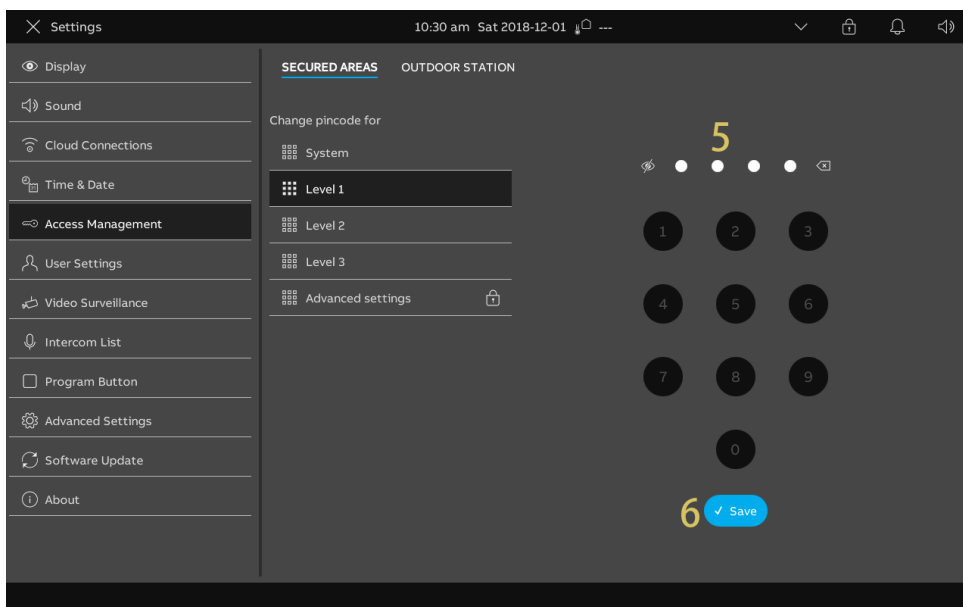 Settings
10:30 am Sat 2018-12-01 ---
Display
Sound
Cloud Connections
Time & Date
Access Management
User Settings
Video Surveillance
Intercom List
Program Button
Advanced Settings
Software Update
About
SECURED AREAS OUTDOOR STATION
Change pincode for
System
Level 1
Level 2
Level 3
Advanced settings
5
1 2 3
4 5 6
7 8 9
0
6 Save